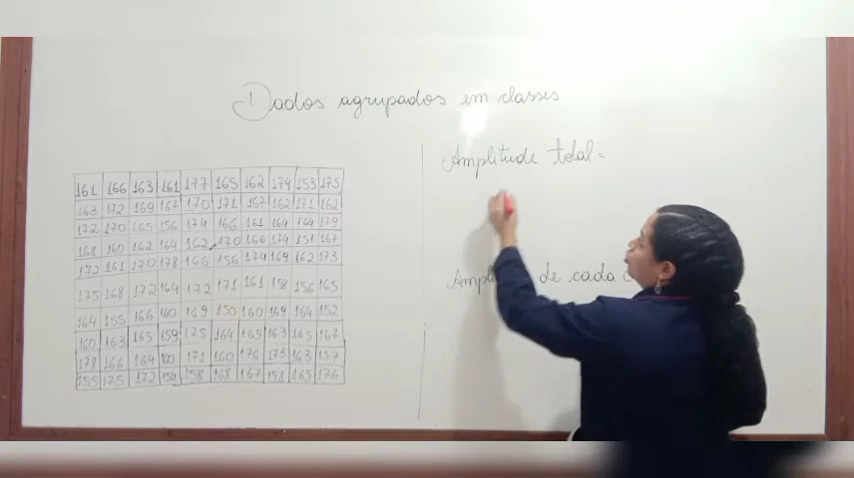 Dados agrupados em classes
Amplitude total =
161 166 163 161 177 165 162 174 153 175
163 172 169 167 170 171 167 162 171 162
172 170 165 156 174 166 161 164 164 179
168 160 162 164 162 170 166 174 151 167
172 161 170 178 166 156 174 169 162 173
175 168 172 164 172 171 161 158 156 165
164 155 166 160 169 150 160 169 164 152
160 163 165 159 175 164 165 163 165 167
178 166 164 171 160 176 173 163 157
155 175 172 158 168 167 165 176
de cada